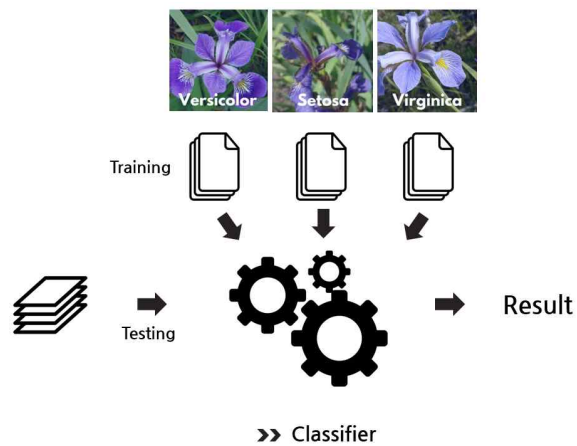 Versicolor
Setosa
Virginica
Training
Testing
Result
Classifier